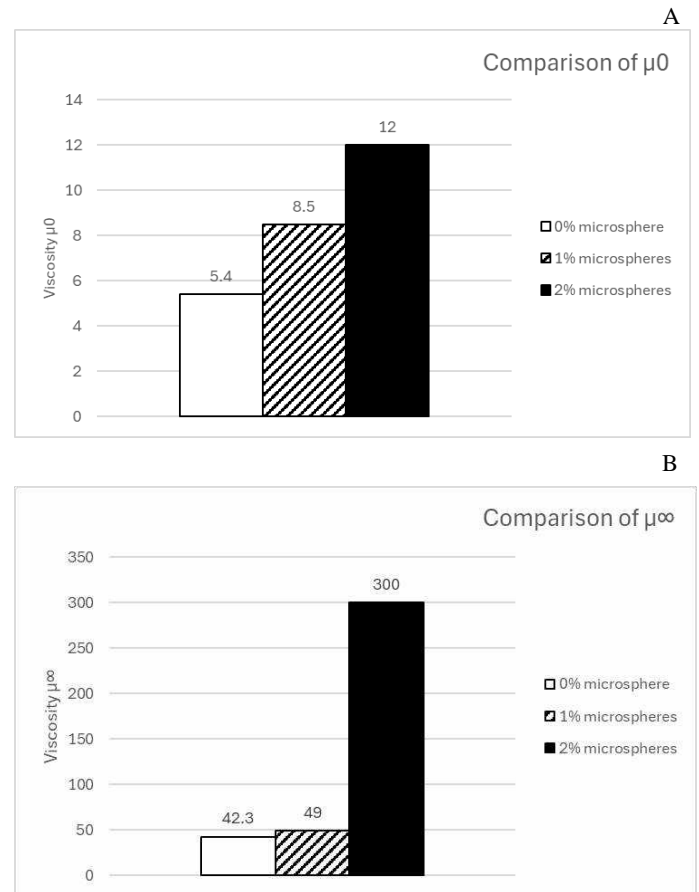 A
Comparison of µ0
14
12
10
8
6
4
2
0
Viscosity µ0
5.4
8.5
12
0% microsphere
1% microspheres
2% microspheres
B
Comparison of µ∞
350
300
250
200
150
100
50
0
Viscosity µ∞
42.3
49
300
0% microsphere
1% microspheres
2% microspheres